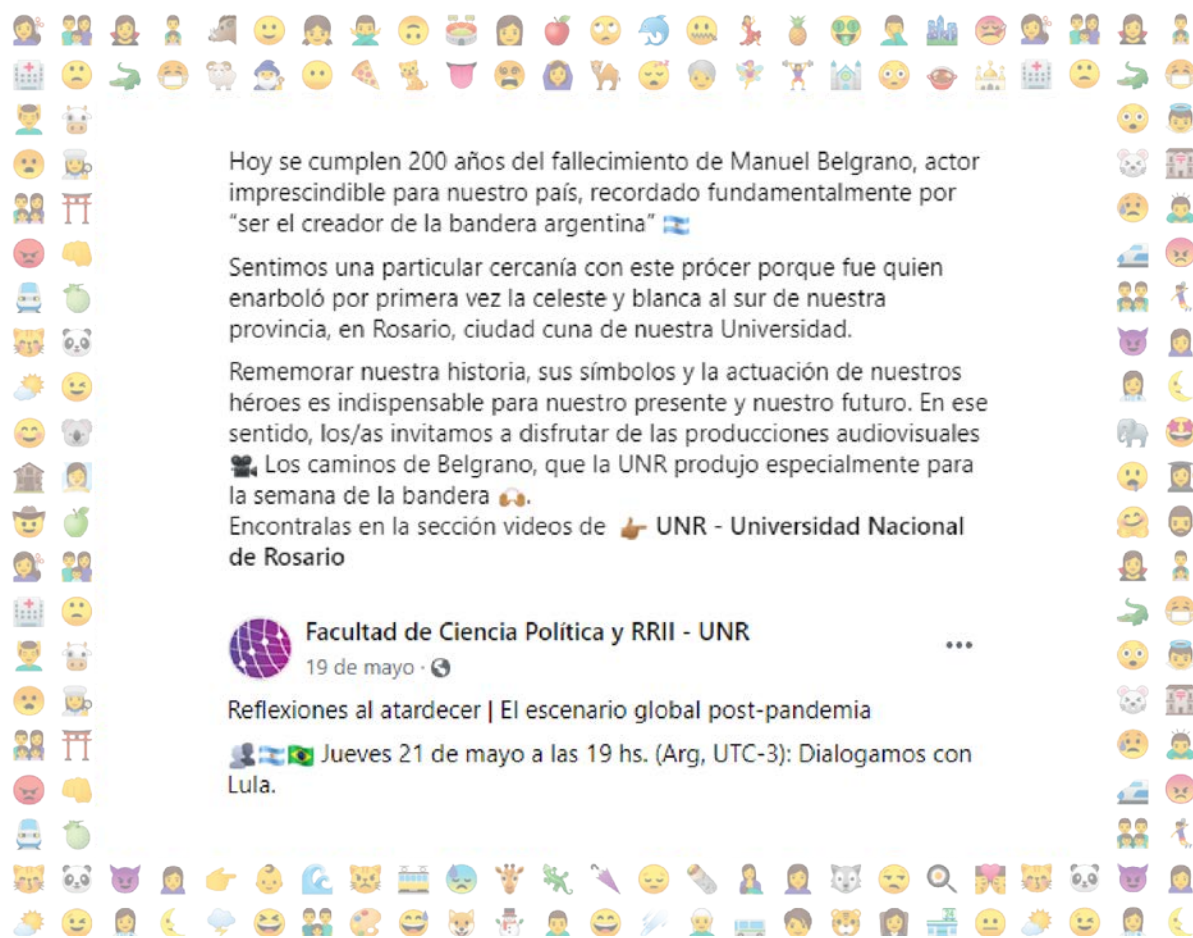 Hoy se cumplen 200 años del fallecimiento de Manuel Belgrano, actor
imprescindible para nuestro país, recordado fundamentalmente por
“ser el creador de la bandera argentina” 🇦🇷
Sentimos una particular cercanía con este prócer porque fue quien
enarboló por primera vez la celeste y blanca al sur de nuestra
provincia, en Rosario, ciudad cuna de nuestra Universidad.
Rememorar nuestra historia, sus símbolos y la actuación de nuestros
héroes es indispensable para nuestro presente y nuestro futuro. En ese
sentido, los/as invitamos a disfrutar de las producciones audiovisuales
🎥 Los caminos de Belgrano, que la UNR produjo especialmente para
la semana de la bandera 🙌🏽.
Encontralas en la sección videos de 👉🏽 UNR - Universidad Nacional
de Rosario
Facultad de Ciencia Política y RRII - UNR
19 de mayo ·
Reflexiones al atardecer | El escenario global post-pandemia
👥🇦🇷🇧🇷 Jueves 21 de mayo a las 19 hs. (Arg, UTC-3): Dialogamos con
Lula.